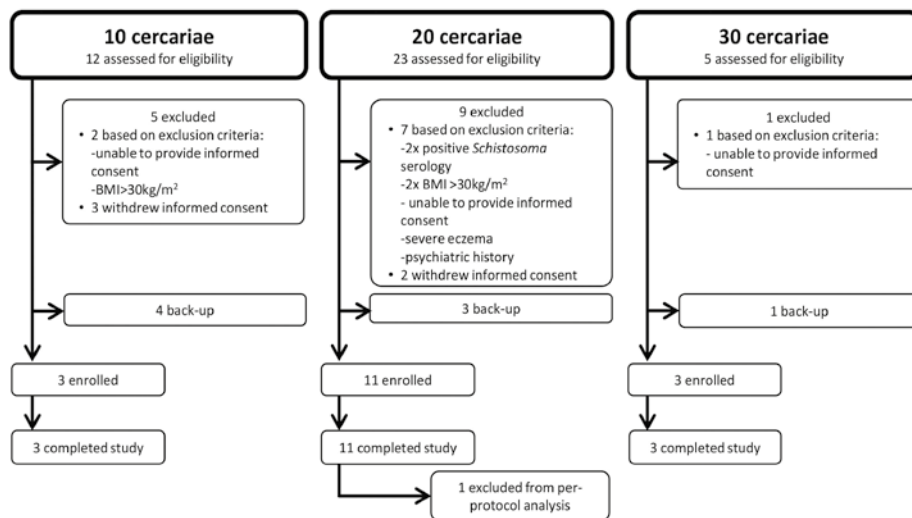 10 cercariae
12 assessed for eligibility
5 excluded
• 2 based on exclusion criteria:
-unable to provide informed
consent
-BMI>30kg/m²
• 3 withdrew informed consent
4 back-up
3 enrolled
3 completed study
20 cercariae
23 assessed for eligibility
9 excluded
• 7 based on exclusion criteria:
-2x positive Schistosoma
serology
-2x BMI >30kg/m²
- unable to provide informed
consent
-severe eczema
-psychiatric history
• 2 withdrew informed consent
3 back-up
11 enrolled
11 completed study
1 excluded from per-
protocol analysis
30 cercariae
5 assessed for eligibility
1 excluded
• 1 based on exclusion criteria:
- unable to provide informed
consent
1 back-up
3 enrolled
3 completed study